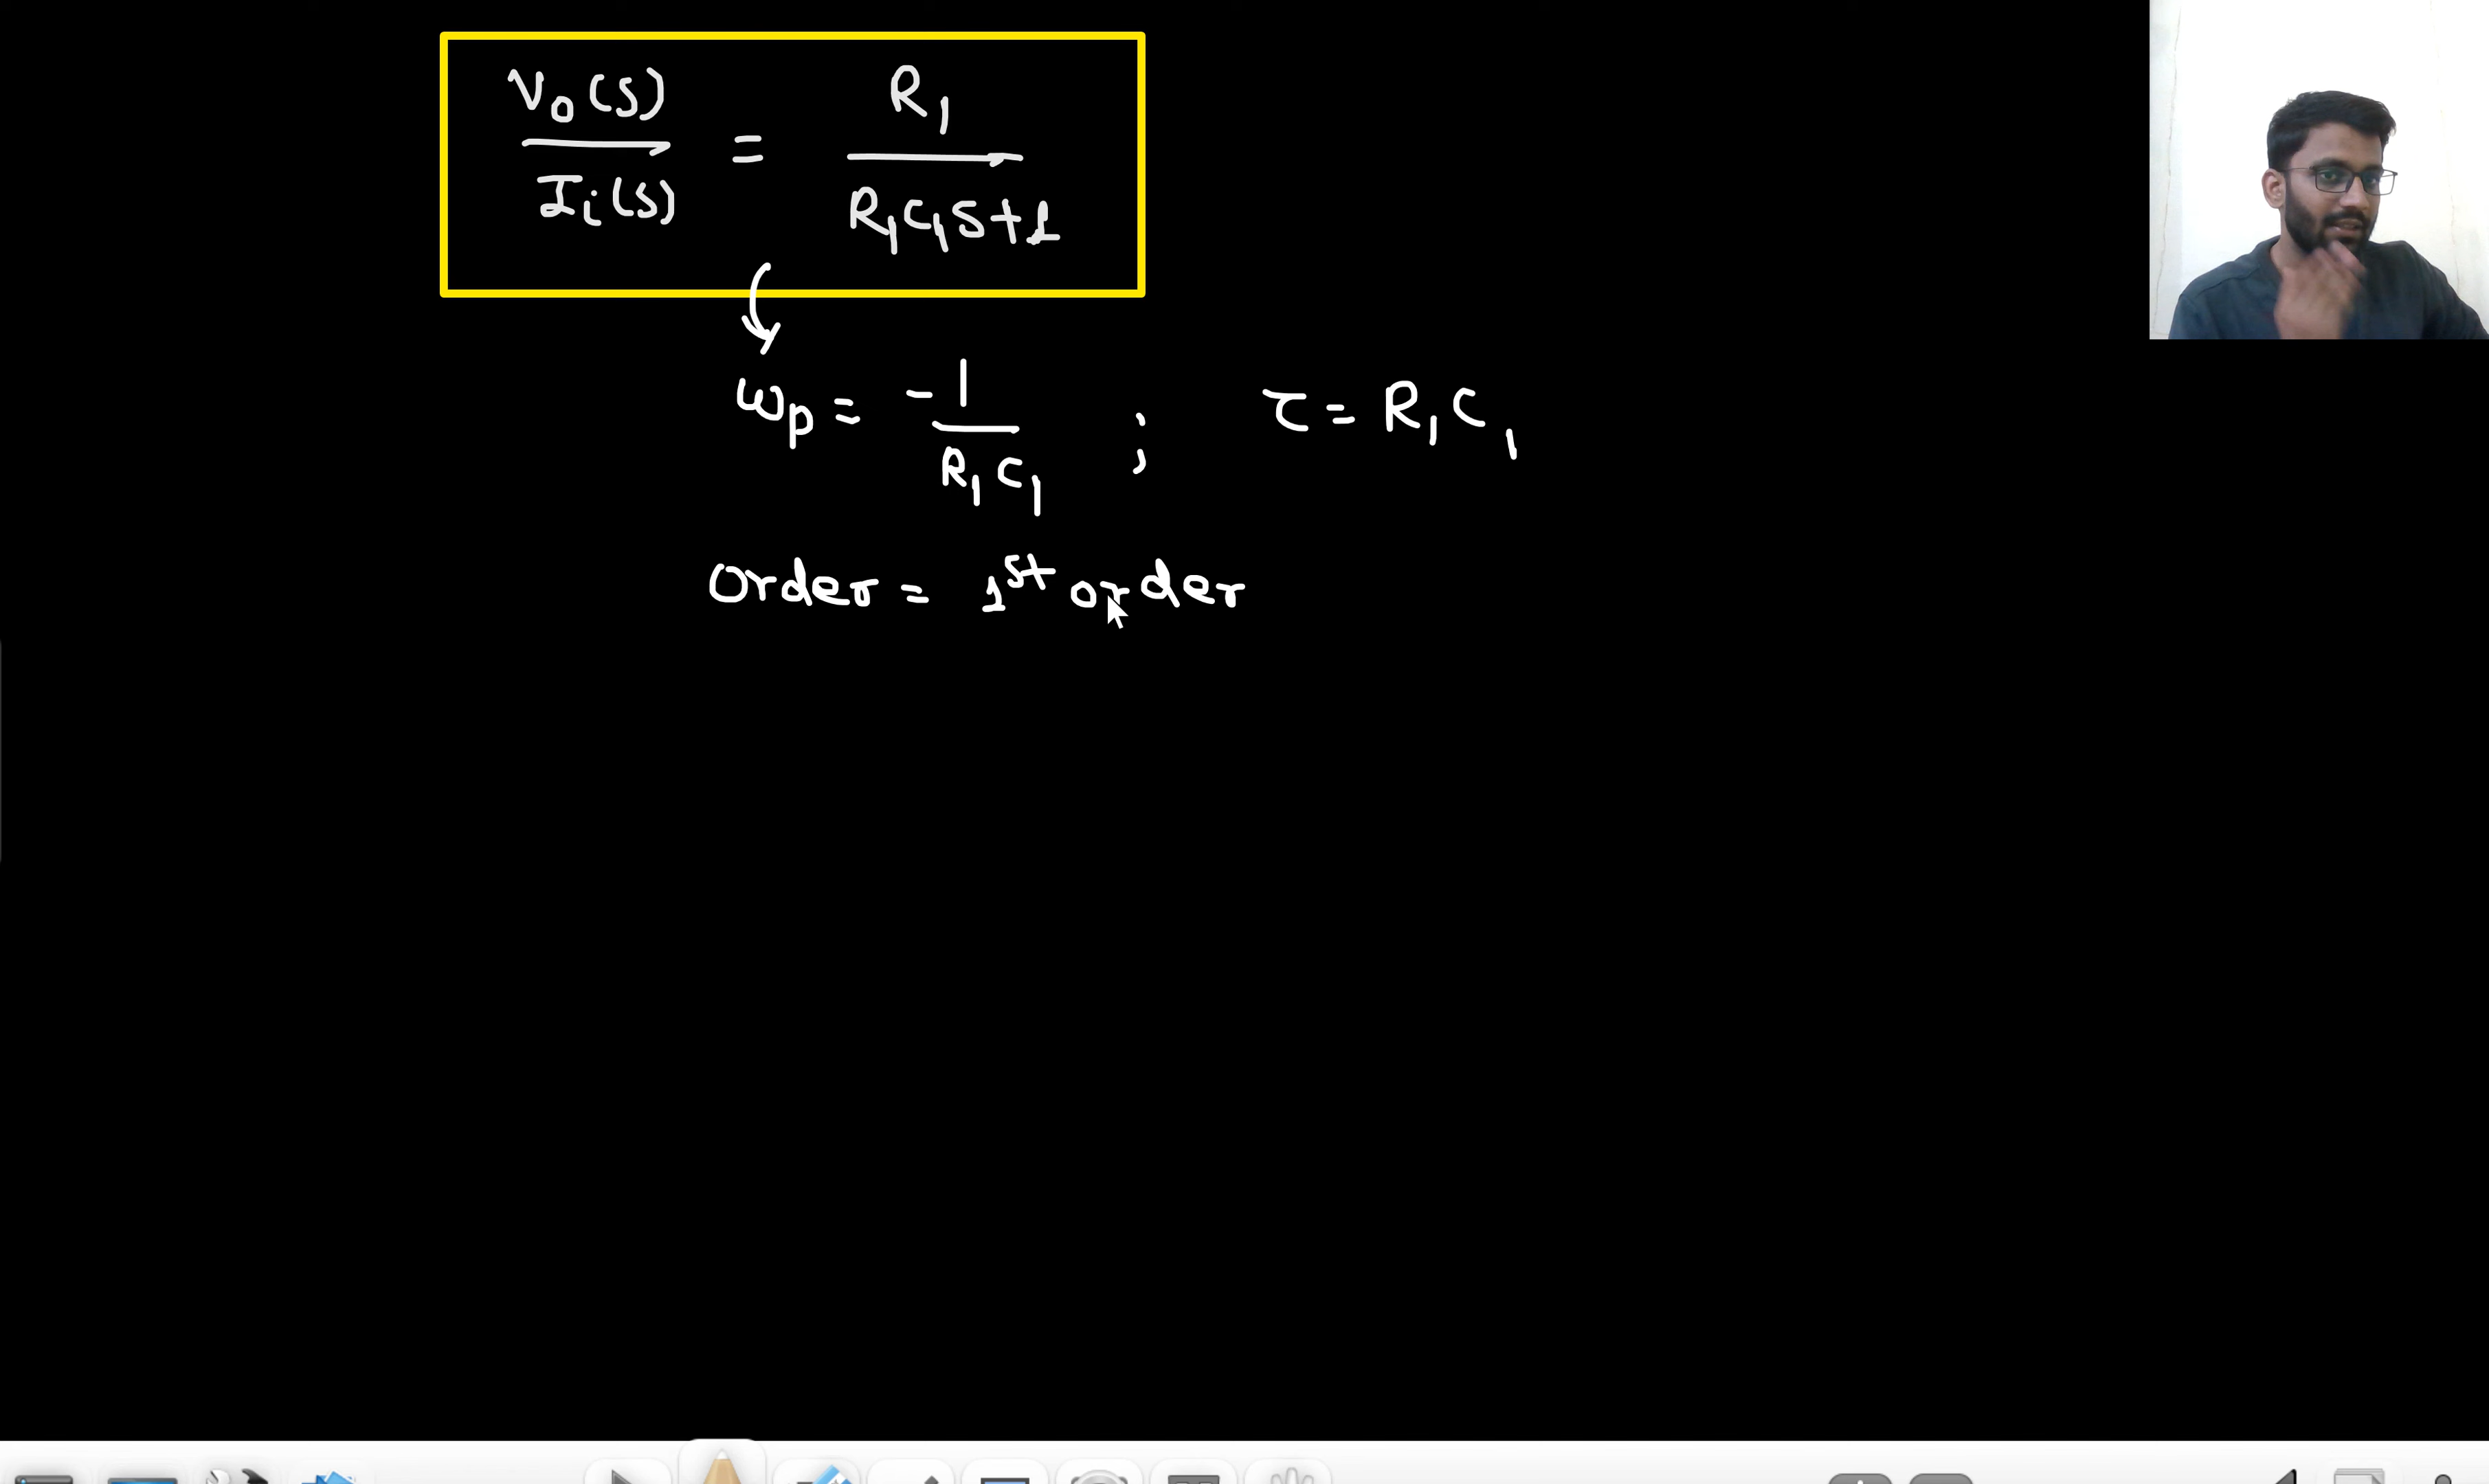 V₀(s) / Iᵢ(s) = R₁ / R₁C₁s+1
ωp = -1 / R₁C₁ ; τ = R₁C₁
Order = 1st order